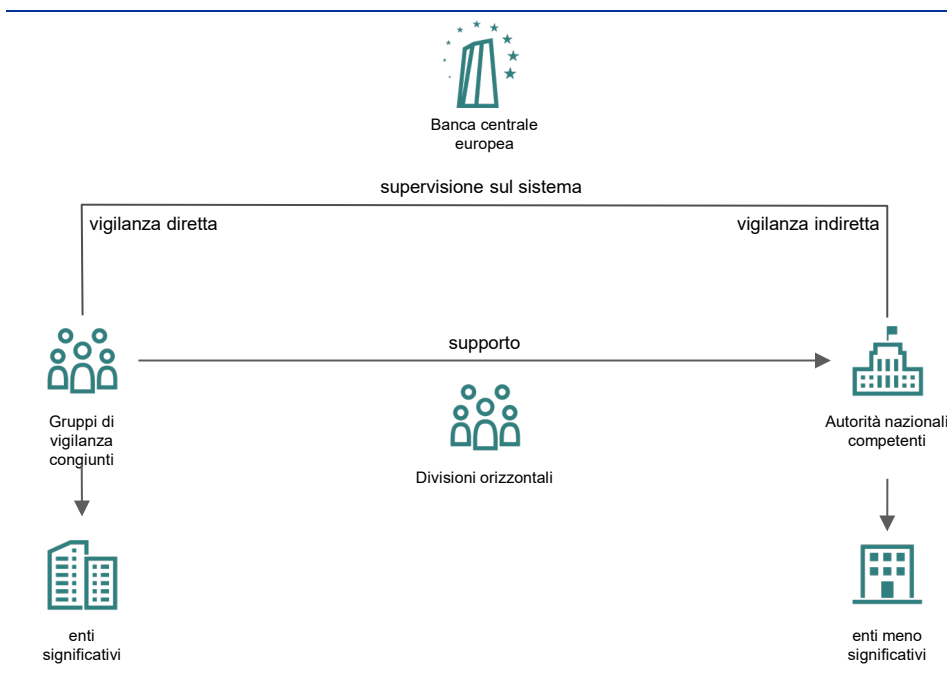 Banca centrale
europea
supervisione sul sistema
vigilanza diretta
vigilanza indiretta
supporto
Gruppi di
vigilanza
congiunti
Divisioni orizzontali
Autorità nazionali
competenti
enti
significativi
enti meno
significativi